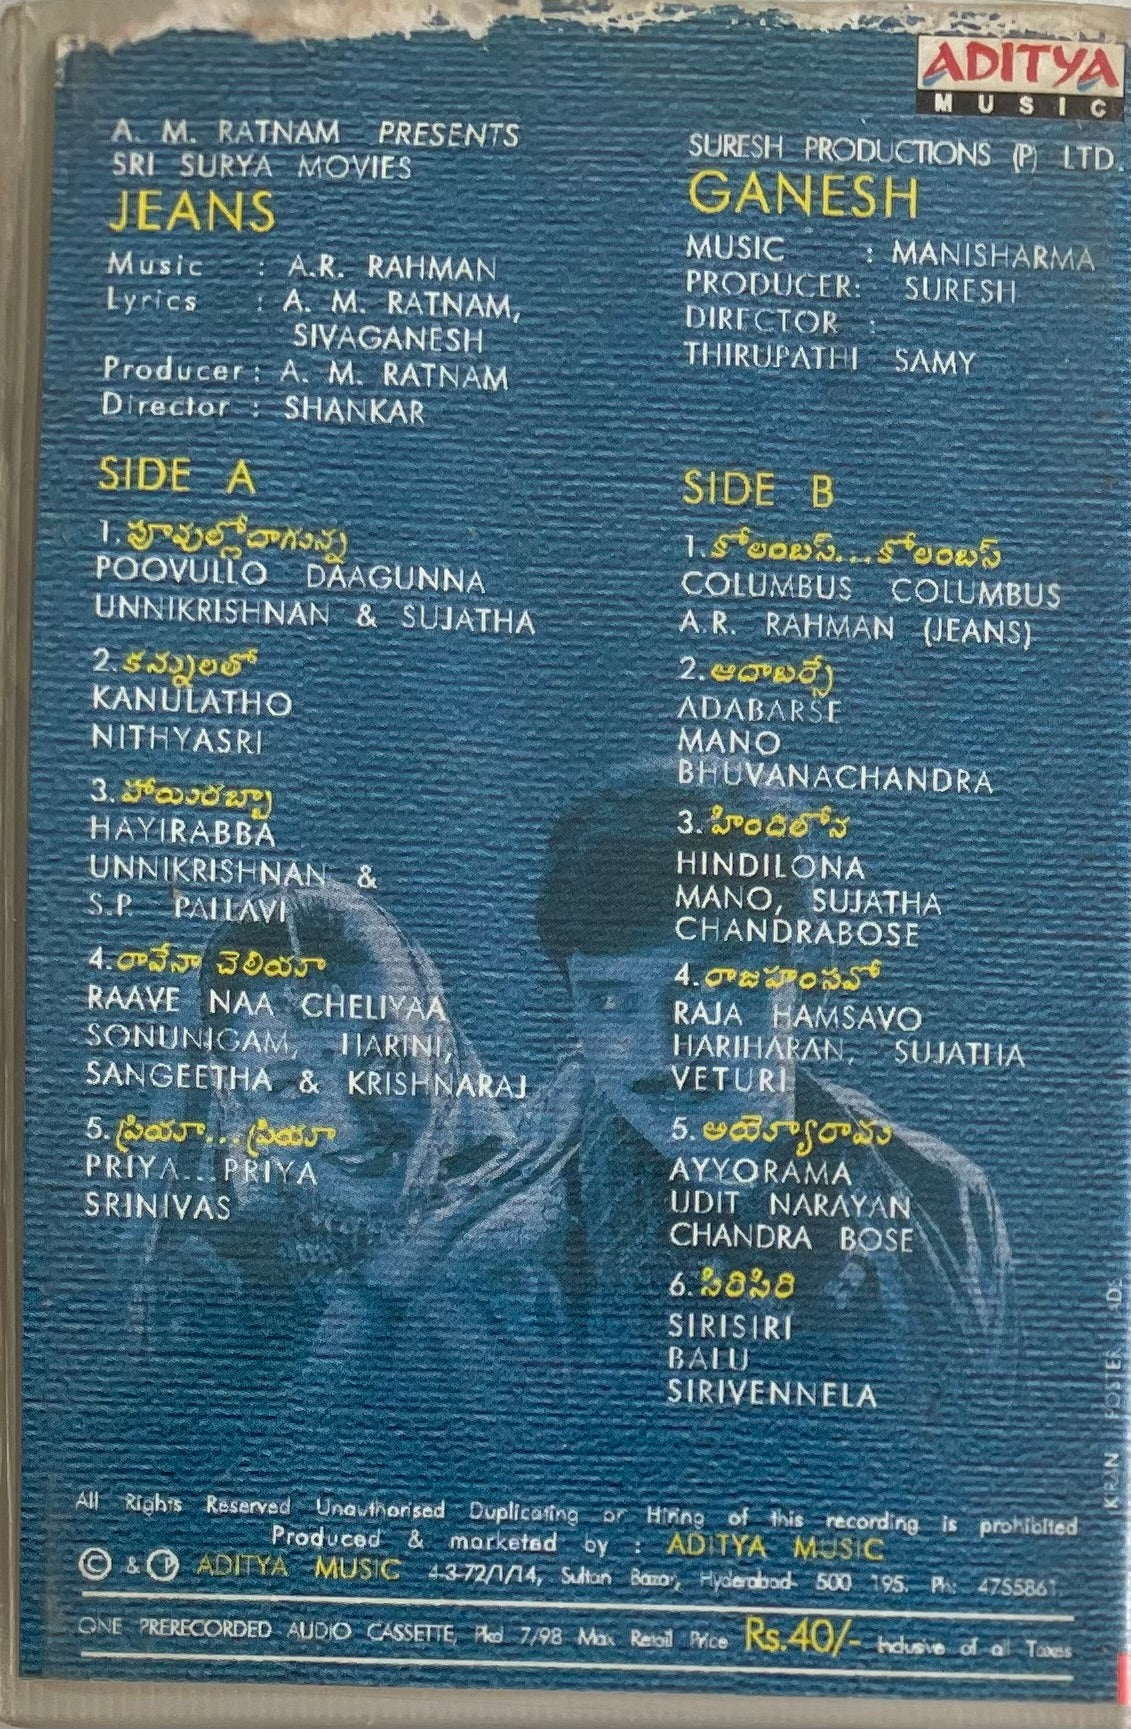 ADITYA
MUSIC
A. M. RATNAM PRESENTS
SRI SURYA MOVIES
JEANS
Music : A.R. RAHMAN
Lyrics : A. M. RATNAM,
SIVAGANESH
Producer : A. M. RATNAM
Director : SHANKAR
SURESH PRODUCTIONS (P) LTD.
GANESH
MUSIC : MANISHARMA
PRODUCER: SURESH
DIRECTOR :
THIRUPATHI SAMY
SIDE A
1. పూవుల్లోదాగున్న
POOVULLO DAAGUNNA
UNNIKRISHNAN & SUJATHA
2. కన్నులతో
KANULATHO
NITHYASRI
3. హాయిరబ్బా
HAYIRABBA
UNNIKRISHNAN &
S.P. PALLAVI
4. రావేనా చెలియా
RAAVE NAA CHELIYAA
SONUNIGAM, HARINI,
SANGEETHA & KRISHNARAJ
5. ప్రియా...ప్రియా
PRIYA...PRIYA
SRINIVAS
SIDE B
1. కోలంబస్...కోలంబస్
COLUMBUS COLUMBUS
A.R. RAHMAN (JEANS)
2. ఆదాబర్సే
ADABARSE
MANO
BHUVANACHANDRA
3. హిందిలోన
HINDILONA
MANO, SUJATHA
CHANDRABOSE
4. రాజహంసవో
RAJA HAMSAVO
HARIHARAN, SUJATHA
VETURI
5. అయ్యోరామ
AYYORAMA
UDIT NARAYAN
CHANDRA BOSE
6. సిరిసిరి
SIRISIRI
BALU
SIRIVENNELA
KIRAN POSTER
All Rights Reserved Unauthorised Duplicating or Hiring of this recording is prohibited
Produced & marketed by : ADITYA MUSIC
© & ℗ ADITYA MUSIC 4-3-72/1/14, Sultan Bazar, Hyderabad- 500 195. Ph: 4755861
ONE PRERECORDED AUDIO CASSETTE, Pkd 7/98 Max Retail Price Rs.40/- Inclusive of all Taxes